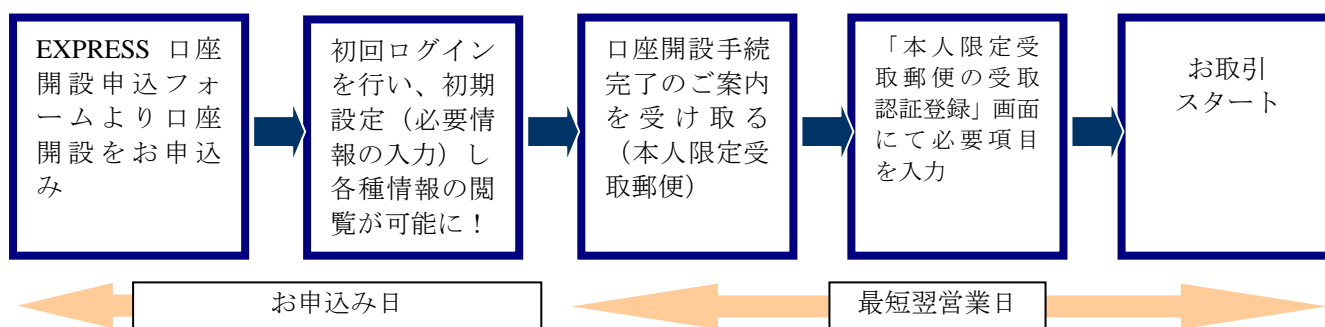 EXPRESS 口座
開設申込フォ
ームより口座
開設をお申込
み
初回ログイン
を行い、初期
設定（必要情
報の入力）し
各種情報の閲
覧が可能に！
口座開設手続
完了のご案内
を受け取る
（本人限定受
取郵便）
「本人限定受
取郵便の受取
認証登録」画面
にて必要項目
を入力
お取引
スタート
お申込み日
最短翌営業日